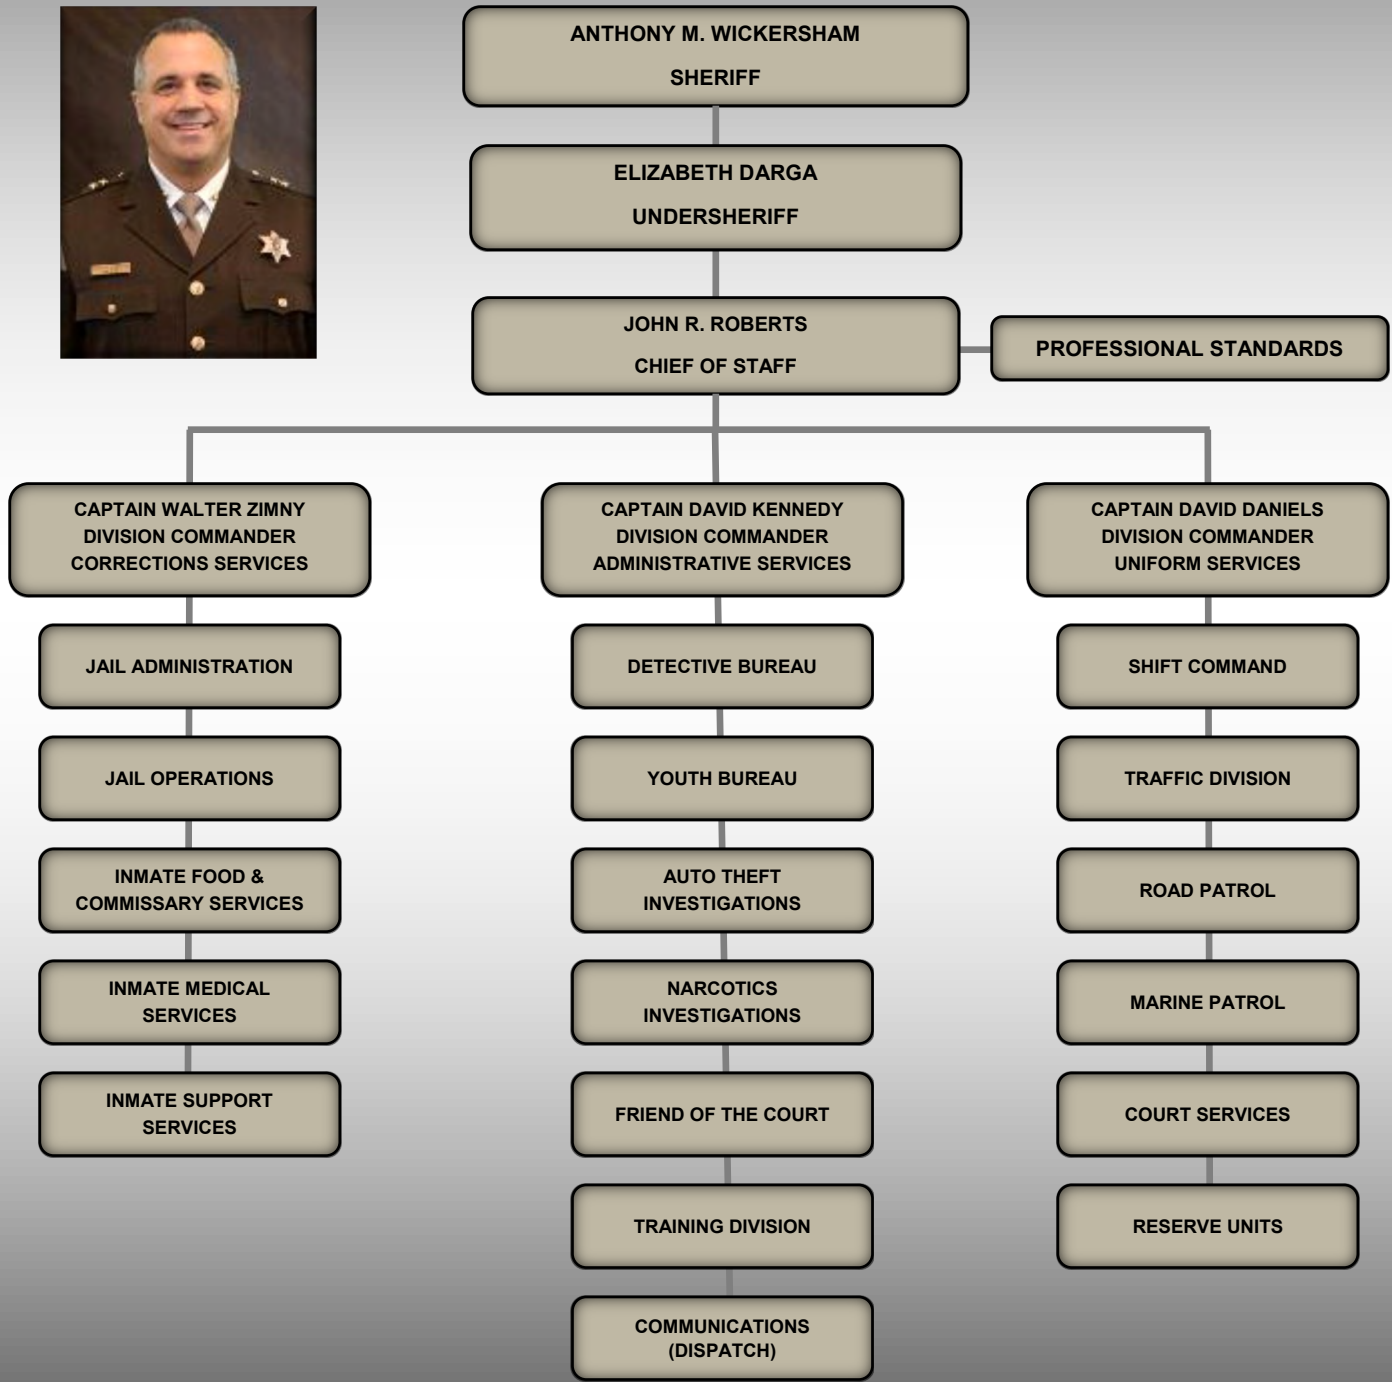 ANTHONY M. WICKERSHAM
SHERIFF
ELIZABETH DARGA
UNDERSHERIFF
JOHN R. ROBERTS
CHIEF OF STAFF
PROFESSIONAL STANDARDS
CAPTAIN WALTER ZIMNY
DIVISION COMMANDER
CORRECTIONS SERVICES
JAIL ADMINISTRATION
JAIL OPERATIONS
INMATE FOOD &
COMMISSARY SERVICES
INMATE MEDICAL
SERVICES
INMATE SUPPORT
SERVICES
CAPTAIN DAVID KENNEDY
DIVISION COMMANDER
ADMINISTRATIVE SERVICES
DETECTIVE BUREAU
YOUTH BUREAU
AUTO THEFT
INVESTIGATIONS
NARCOTICS
INVESTIGATIONS
FRIEND OF THE COURT
TRAINING DIVISION
COMMUNICATIONS
(DISPATCH)
CAPTAIN DAVID DANIELS
DIVISION COMMANDER
UNIFORM SERVICES
SHIFT COMMAND
TRAFFIC DIVISION
ROAD PATROL
MARINE PATROL
COURT SERVICES
RESERVE UNITS